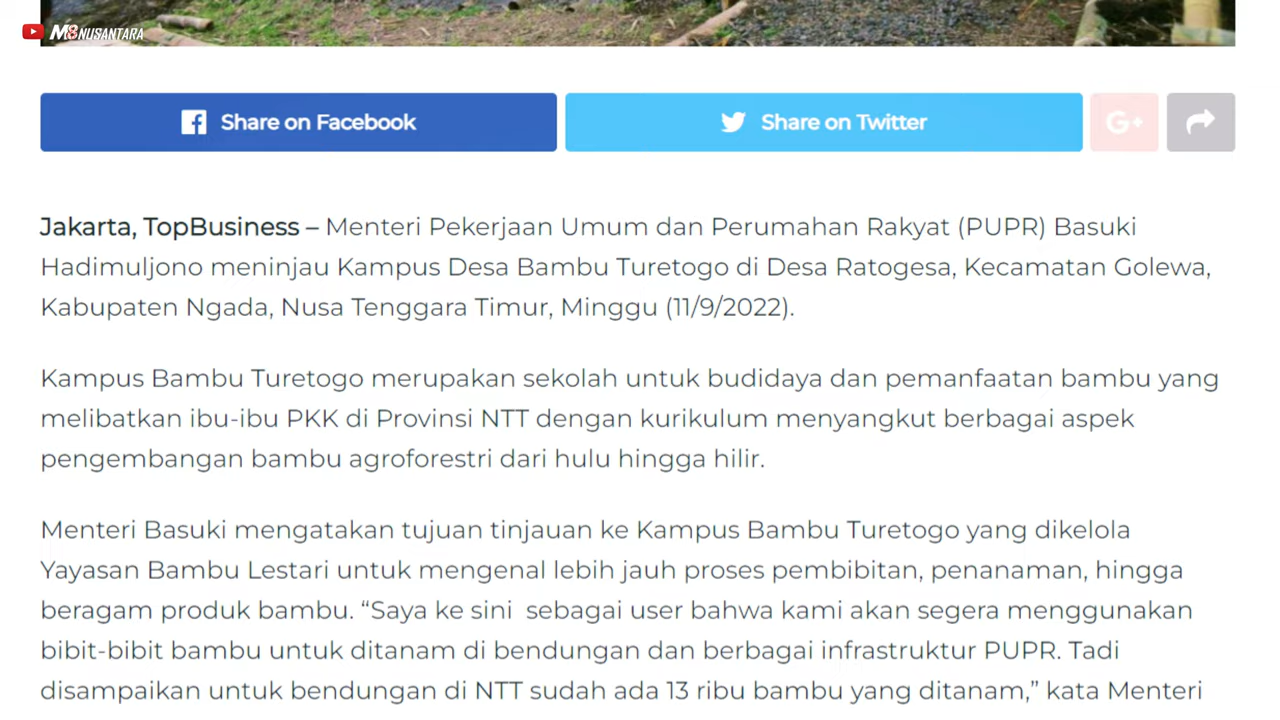 M8NUSANTARA
Share on Facebook
Share on Twitter
G+
Jakarta, TopBusiness – Menteri Pekerjaan Umum dan Perumahan Rakyat (PUPR) Basuki
Hadimuljono meninjau Kampus Desa Bambu Turetogo di Desa Ratogesa, Kecamatan Golewa,
Kabupaten Ngada, Nusa Tenggara Timur, Minggu (11/9/2022).
Kampus Bambu Turetogo merupakan sekolah untuk budidaya dan pemanfaatan bambu yang
melibatkan ibu-ibu PKK di Provinsi NTT dengan kurikulum menyangkut berbagai aspek
pengembangan bambu agroforestri dari hulu hingga hilir.
Menteri Basuki mengatakan tujuan tinjauan ke Kampus Bambu Turetogo yang dikelola
Yayasan Bambu Lestari untuk mengenal lebih jauh proses pembibitan, penanaman, hingga
beragam produk bambu. “Saya ke sini  sebagai user bahwa kami akan segera menggunakan
bibit-bibit bambu untuk ditanam di bendungan dan berbagai infrastruktur PUPR. Tadi
disampaikan untuk bendungan di NTT sudah ada 13 ribu bambu yang ditanam,” kata Menteri